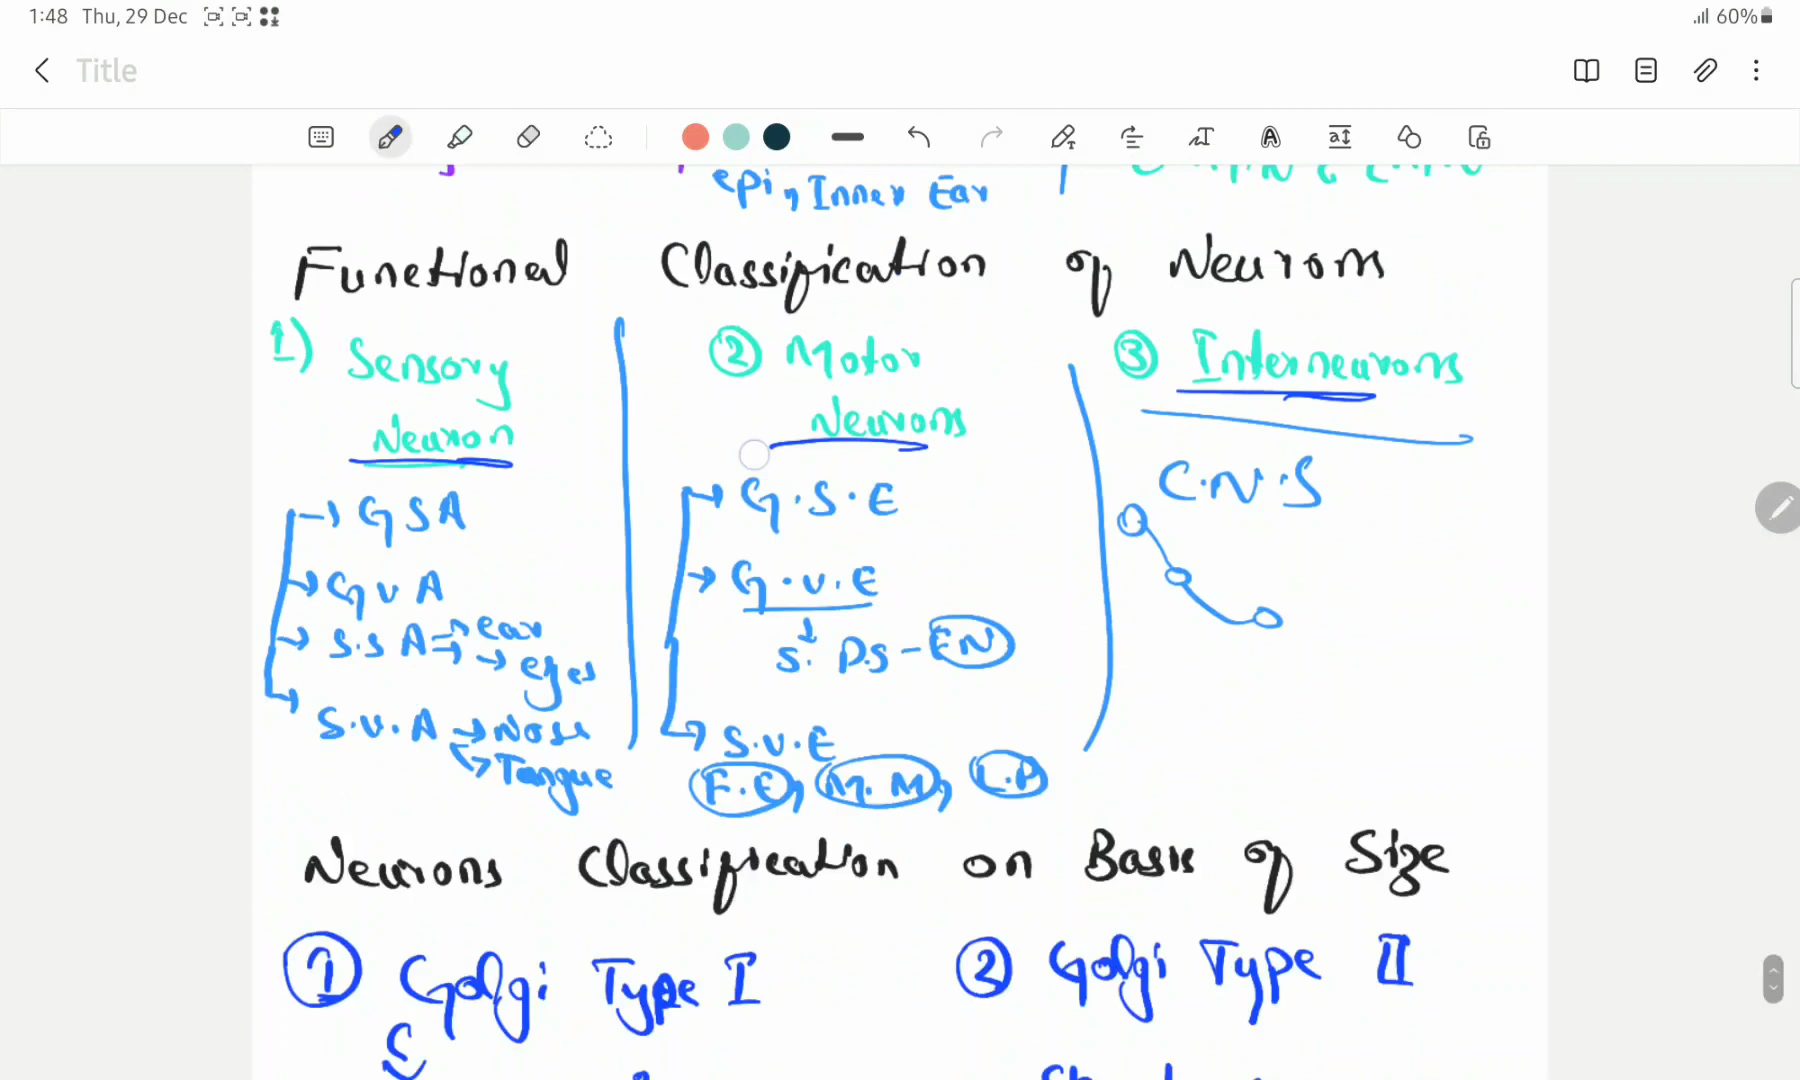 1:48 Thu, 29 Dec 60%
Title
epi, Inner Ear
Functional Classification of Neurons
1) Sensory Neuron
→ GSA
→ GVA
→ S.S A → ear
→ eyes
S.V.A → Nose
→ Tongue
② Motor Neurons
→ G.S.E
→ G.V.E
↓
S. P.S - EN
→ S.V.E
F.E, M.M, L.P
③ Interneurons
C.N.S
Neurons Classification on Basis of Size
① Golgi Type I
② Golgi Type II